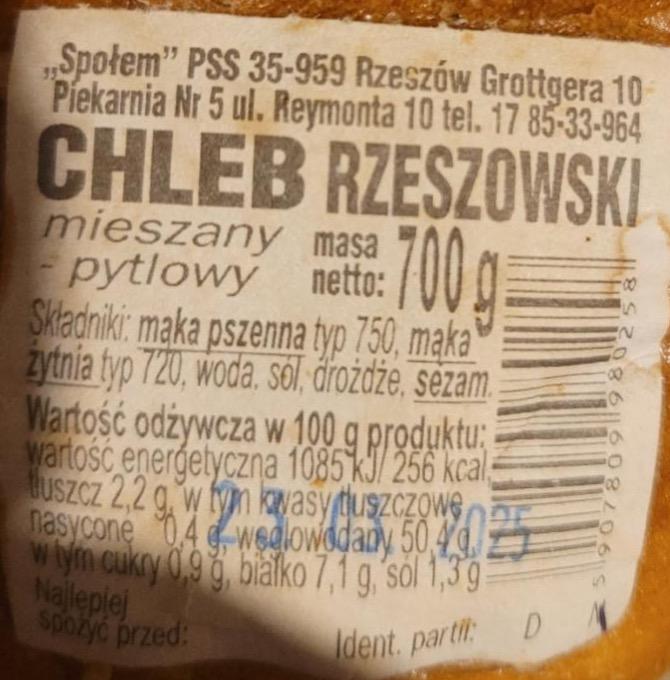 „Społem” PSS 35-959 Rzeszów Grottgera 10
Piekarnia Nr 5 ul. Reymonta 10 tel. 17 85-33-964
CHLEB RZESZOWSKI
mieszany
- pytlowy
masa
netto: 700 g
Składniki: mąka pszenna typ 750, mąka
żytnia typ 720, woda, sól, drożdże, sezam.
Wartość odżywcza w 100 g produktu:
wartość energetyczna 1085 kJ/ 256 kcal,
tłuszcz 2,2 g, w tym kwasy tłuszczowe
nasycone 0,4 g, węglowodany 50,4 g,
w tym cukry 0,9 g, białko 7,1 g, sól 1,3 g
23. 03. 2025
Najlepiej
spożyć przed:
Ident. partii: D N
5907809980258